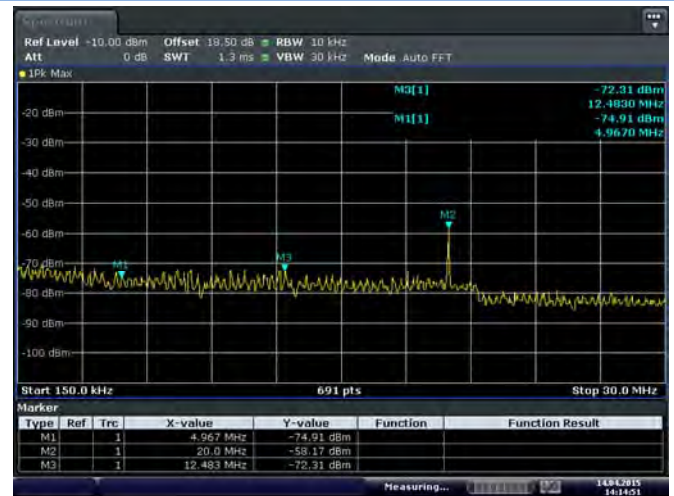 Spectrum
Ref Level -10.00 dBm Offset 18.50 dB RBW 10 kHz
Att 0 dB SWT 1.3 ms VBW 30 kHz Mode Auto FFT
1Pk Max
M3[1] -72.31 dBm
12.4830 MHz
-20 dBm
M1[1] -74.91 dBm
4.9670 MHz
-30 dBm
-40 dBm
-50 dBm
M2
-60 dBm
M3
-70 dBm
M1
-80 dBm
-90 dBm
-100 dBm
Start 150.0 kHz 691 pts Stop 30.0 MHz
Marker
Type Ref Trc X-value Y-value Function Function Result
M1 1 4.967 MHz -74.91 dBm
M2 1 20.0 MHz -58.17 dBm
M3 1 12.483 MHz -72.31 dBm
Measuring... 14.04.2015
14:14:51